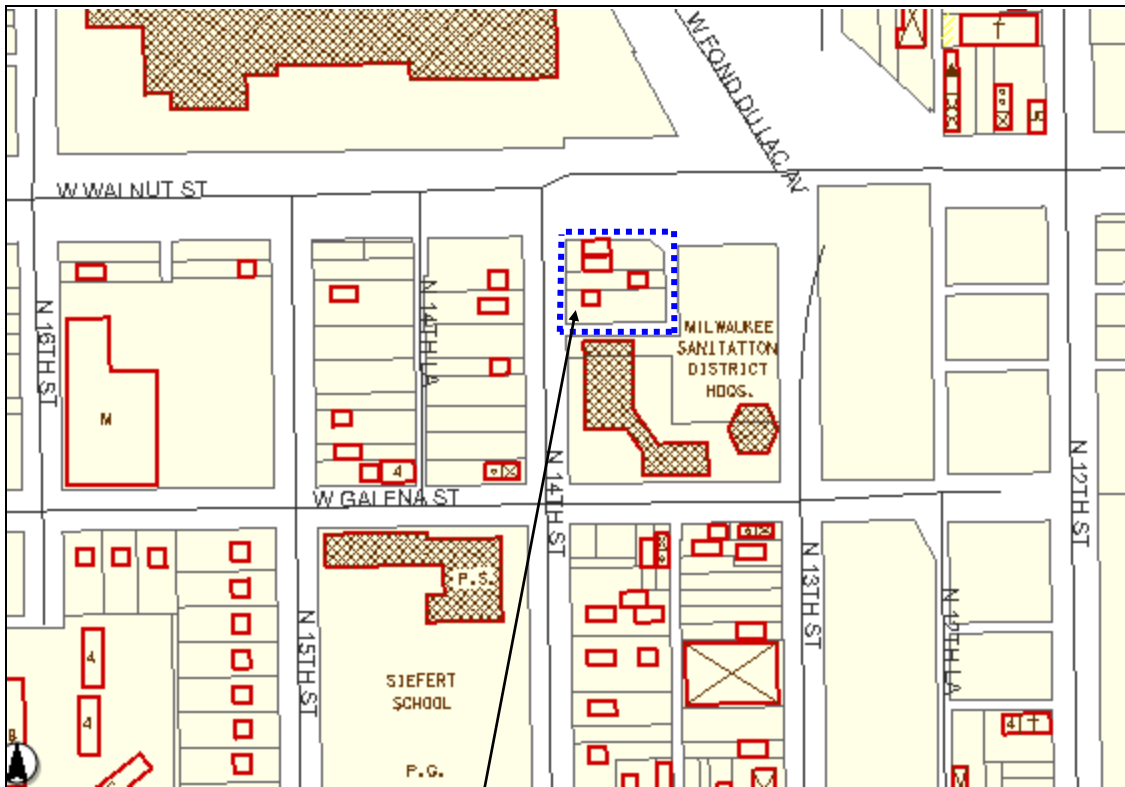 W FOND DU LAC AV
W WALNUT ST
N 16TH ST
N 14TH LA
MILWAUKEE
SANITATTION
DISTRICT
HDQS.
M
4
W GALENA ST
N 14TH ST
N 12TH ST
P.S.
N 15TH ST
N 13TH ST
N 12TH LA
4
SIEFERT
SCHOOL
4
4
P.G.